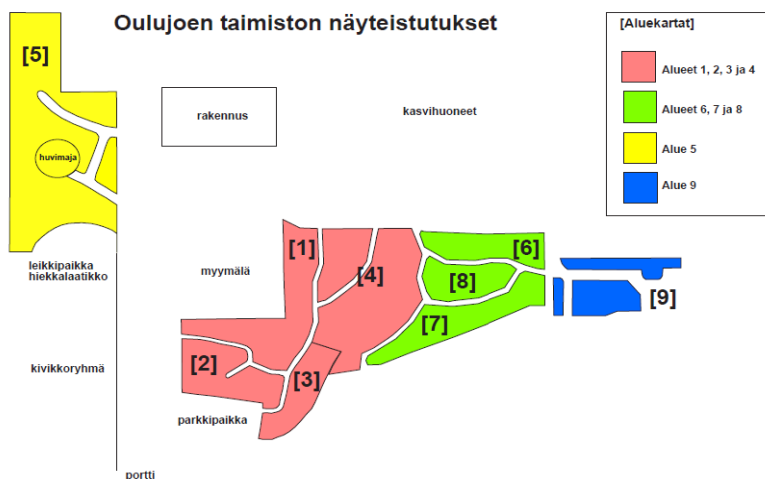 Oulujoen taimiston näyteistutukset
[Aluekartat]
Alueet 1, 2, 3 ja 4
Alueet 6, 7 ja 8
Alue 5
Alue 9
[5]
huvimaja
rakennus
kasvihuoneet
leikkipaikka
hiekkalaatikko
myymälä
[1]
[4]
[6]
[8]
[7]
[9]
kivikkoryhmä
[2]
[3]
parkkipaikka
portti